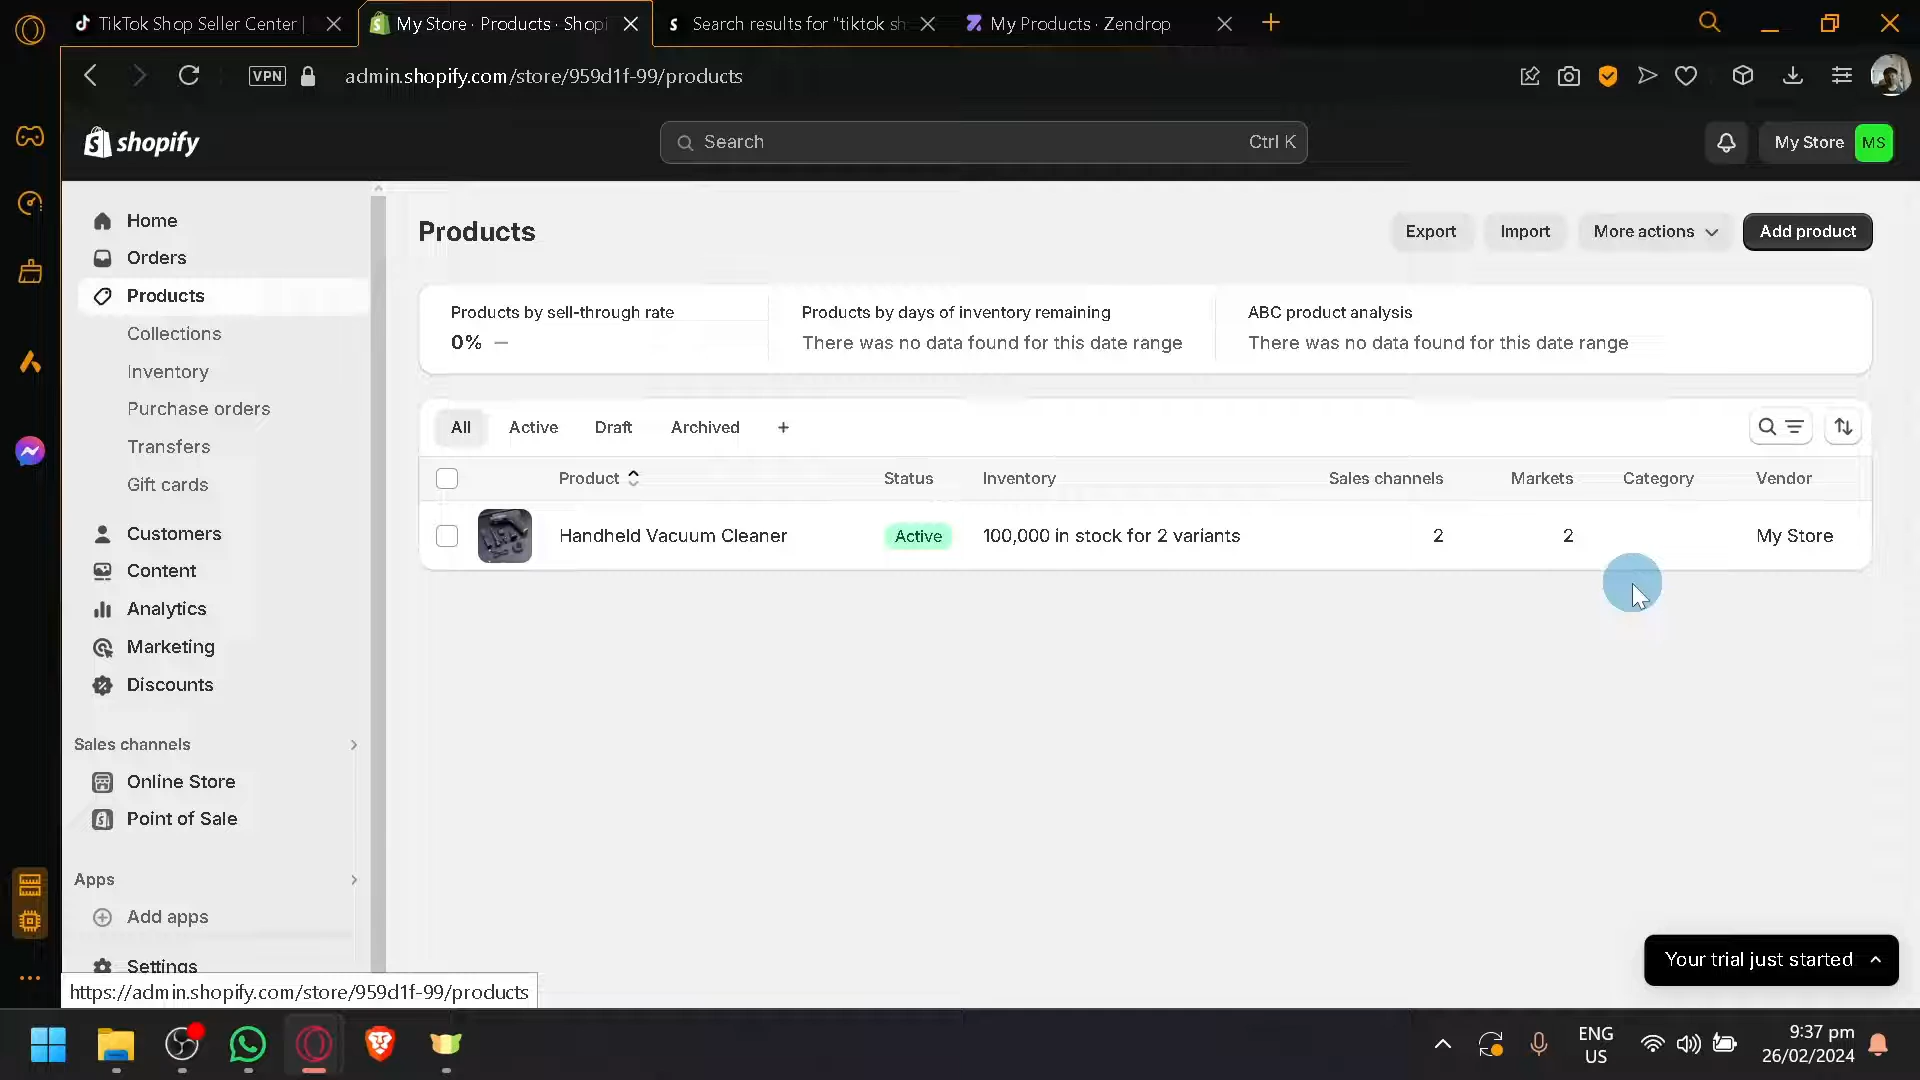 TikTok Shop Seller Center |
My Store · Products · Shopi
Search results for "tiktok sh
My Products · Zendrop
VPN
admin.shopify.com/store/959d1f-99/products
shopify
Search
Ctrl K
My Store
MS
Home
Orders
Products
Collections
Inventory
Purchase orders
Transfers
Gift cards
Customers
Content
Analytics
Marketing
Discounts
Sales channels
Online Store
Point of Sale
Apps
Add apps
Settings
https://admin.shopify.com/store/959d1f-99/products
Products
Export
Import
More actions
Add product
Products by sell-through rate
0% —
Products by days of inventory remaining
There was no data found for this date range
ABC product analysis
There was no data found for this date range
All
Active
Draft
Archived
+
Product
Status
Inventory
Sales channels
Markets
Category
Vendor
Handheld Vacuum Cleaner
Active
100,000 in stock for 2 variants
2
2
My Store
Your trial just started
ENG
US
9:37 pm
26/02/2024